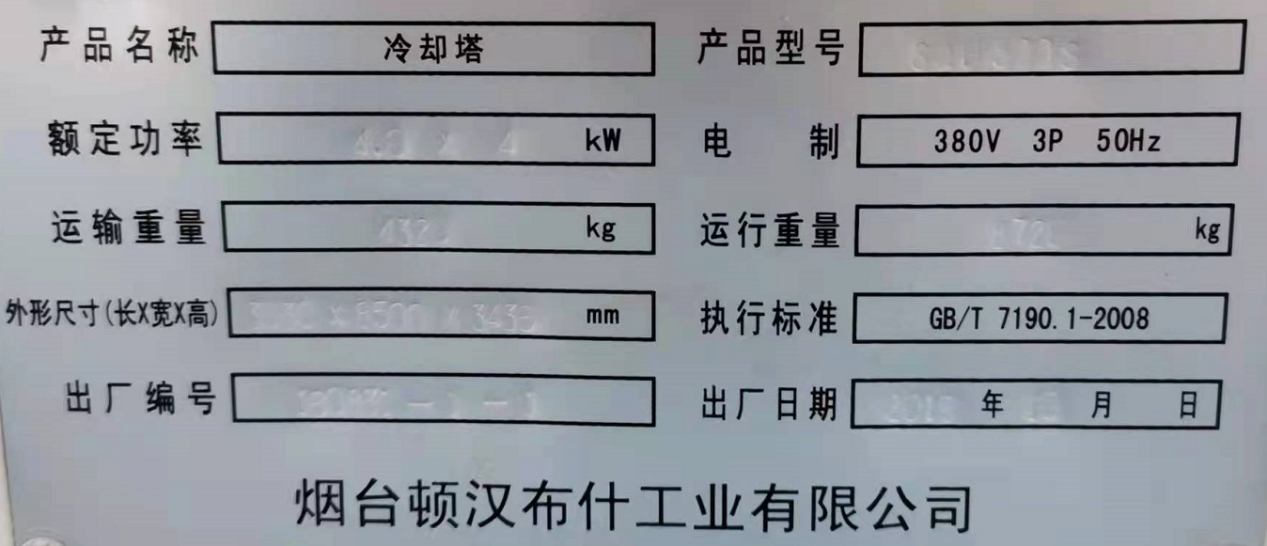 产品名称 冷却塔 产品型号
额定功率 4 kW 电制 380V 3P 50Hz
运输重量 kg 运行重量 kg
外形尺寸(长X宽X高) mm 执行标准 GB/T 7190.1-2008
出厂编号 出厂日期 年 月 日
烟台顿汉布什工业有限公司